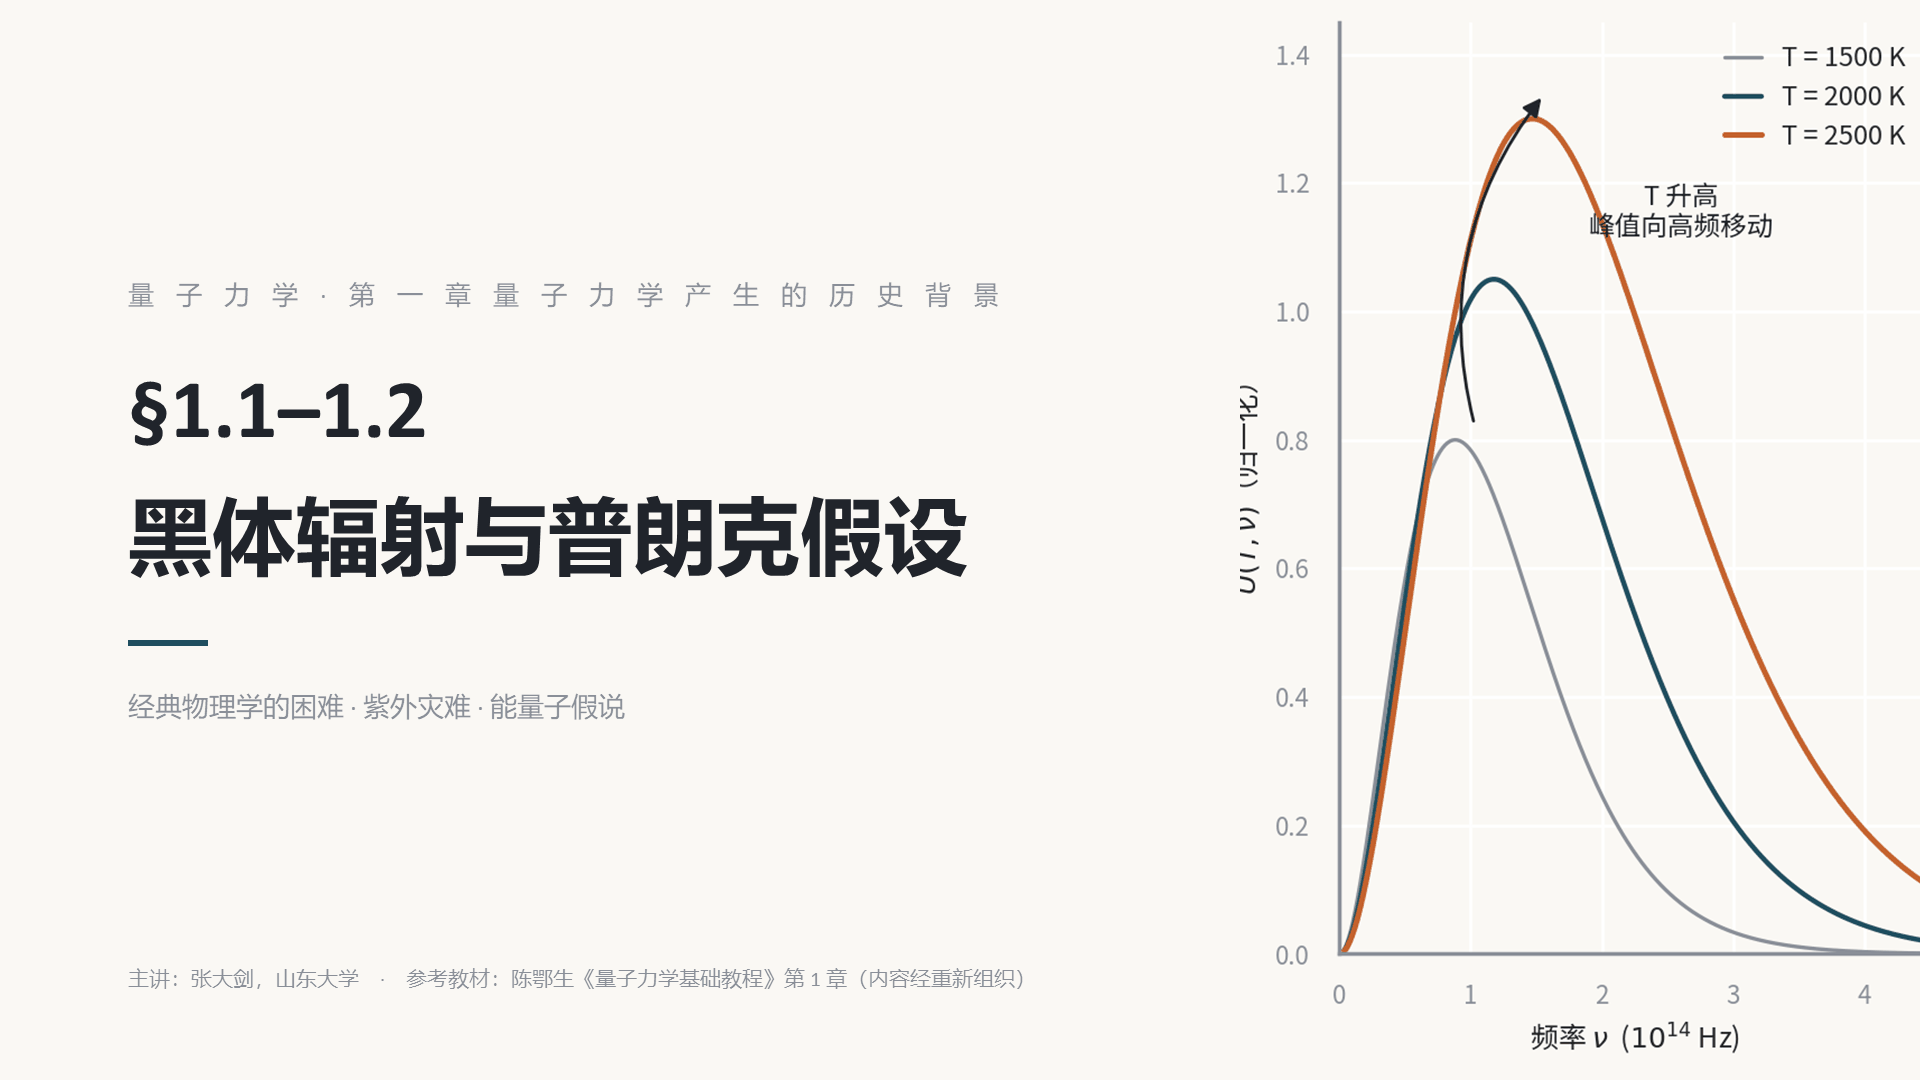 量子力学 · 第一章量子力学产生的历史背景
§1.1–1.2
黑体辐射与普朗克假设
经典物理学的困难 · 紫外灾难 · 能量子假说
主讲：张大剑，山东大学 · 参考教材：陈鄂生《量子力学基础教程》第 1 章（内容经重新组织）
T = 1500 K
T = 2000 K
T = 2500 K
T 升高
峰值向高频移动
1.4
1.2
1.0
0.8
0.6
0.4
0.2
0.0
0 1 2 3 4
频率 ν (10¹⁴ Hz)